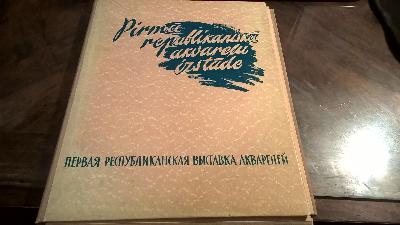 Pirmā
republikāniskā
akvareļu
izstāde
ПЕРВАЯ РЕСПУБЛИКАНСКАЯ ВЫСТАВКА АКВАРЕЛЕЙ